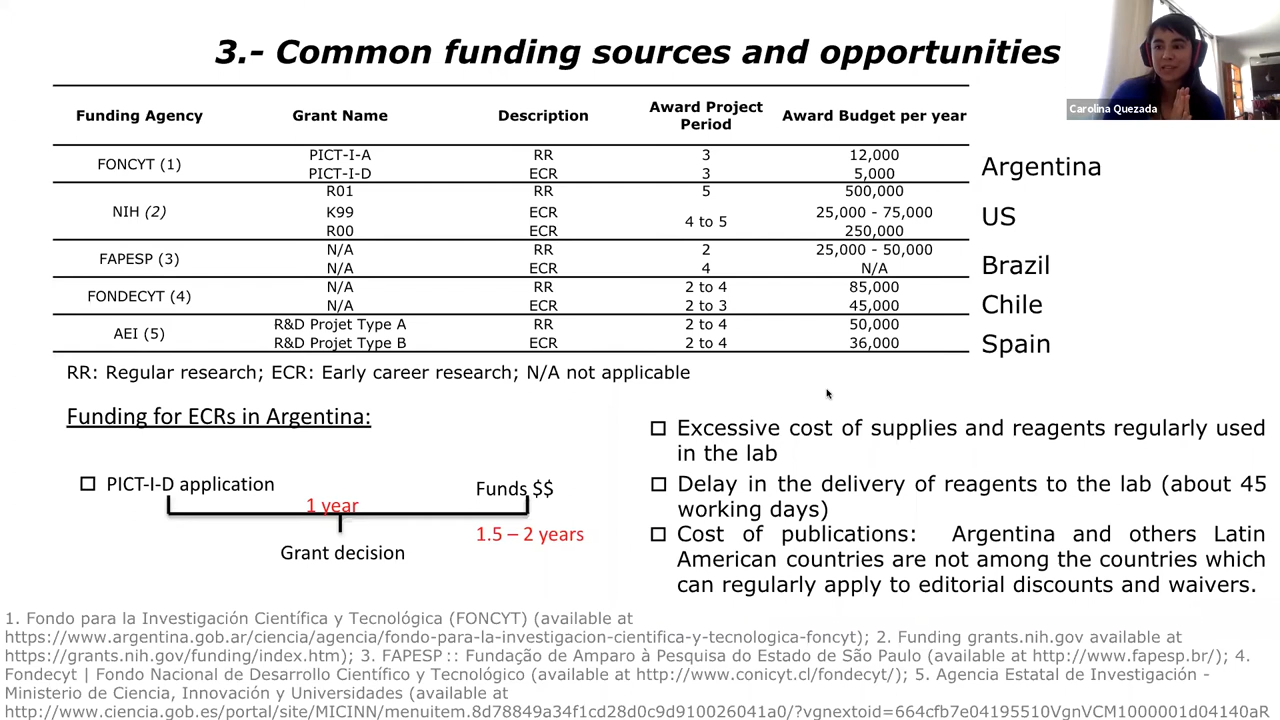 3.- Common funding sources and opportunities
Carolina Quezada
Funding Agency Grant Name Description Award Project Period Award Budget per year
FONCYT (1) PICT-I-A RR 3 12,000 Argentina
PICT-I-D ECR 3 5,000
NIH (2) R01 RR 5 500,000 US
K99 ECR 4 to 5 25,000 - 75,000
R00 ECR 250,000
FAPESP (3) N/A RR 2 25,000 - 50,000 Brazil
N/A ECR 4 N/A
FONDECYT (4) N/A RR 2 to 4 85,000 Chile
N/A ECR 2 to 3 45,000
AEI (5) R&D Projet Type A RR 2 to 4 50,000 Spain
R&D Projet Type B ECR 2 to 4 36,000
RR: Regular research; ECR: Early career research; N/A not applicable
Funding for ECRs in Argentina:
PICT-I-D application
1 year
Funds $$
1.5 – 2 years
Grant decision
Excessive cost of supplies and reagents regularly used
in the lab
Delay in the delivery of reagents to the lab (about 45
working days)
Cost of publications: Argentina and others Latin
American countries are not among the countries which
can regularly apply to editorial discounts and waivers.
1. Fondo para la Investigación Científica y Tecnológica (FONCYT) (available at
https://www.argentina.gob.ar/ciencia/agencia/fondo-para-la-investigacion-cientifica-y-tecnologica-foncyt); 2. Funding grants.nih.gov available at
https://grants.nih.gov/funding/index.htm); 3. FAPESP :: Fundação de Amparo à Pesquisa do Estado de São Paulo (available at http://www.fapesp.br/); 4.
Fondecyt | Fondo Nacional de Desarrollo Científico y Tecnológico (available at http://www.conicyt.cl/fondecyt/); 5. Agencia Estatal de Investigación -
Ministerio de Ciencia, Innovación y Universidades (available at
http://www.ciencia.gob.es/portal/site/MICINN/menuitem.8d78849a34f1cd28d0c9d910026041a0/?vgnextoid=664cfb7e04195510VgnVCM1000001d04140aR